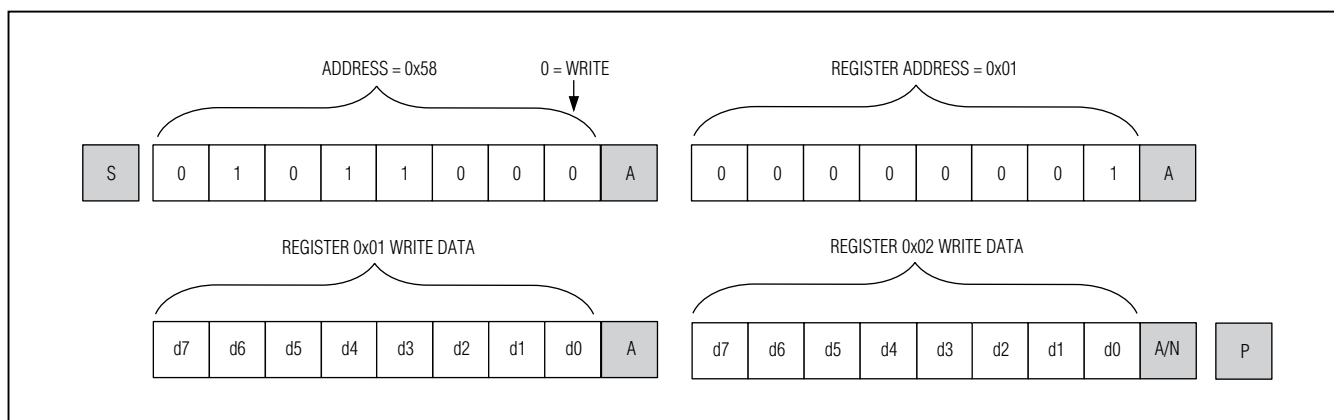 ADDRESS = 0x58 0 = WRITE REGISTER ADDRESS = 0x01
S 0 1 0 1 1 0 0 0 A 0 0 0 0 0 0 0 1 A
REGISTER 0x01 WRITE DATA REGISTER 0x02 WRITE DATA
d7 d6 d5 d4 d3 d2 d1 d0 A d7 d6 d5 d4 d3 d2 d1 d0 A/N P